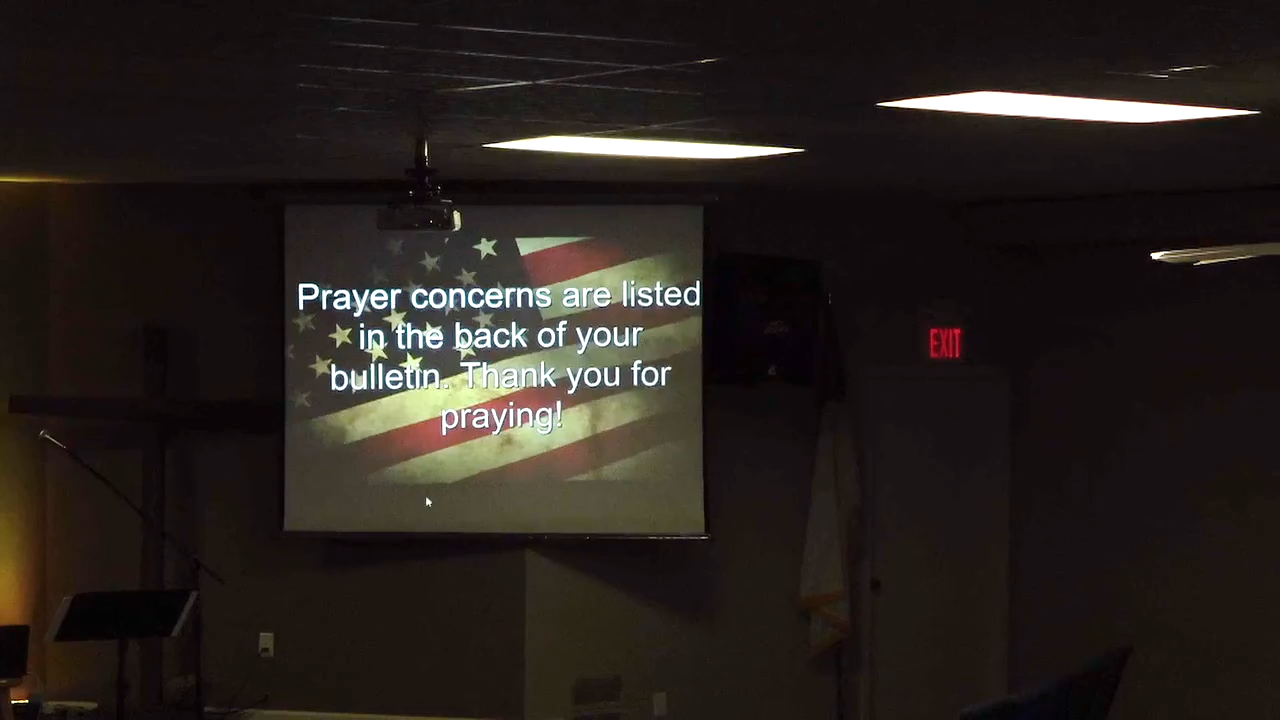 Prayer concerns are listed
in the back of your
bulletin. Thank you for
praying!
EXIT